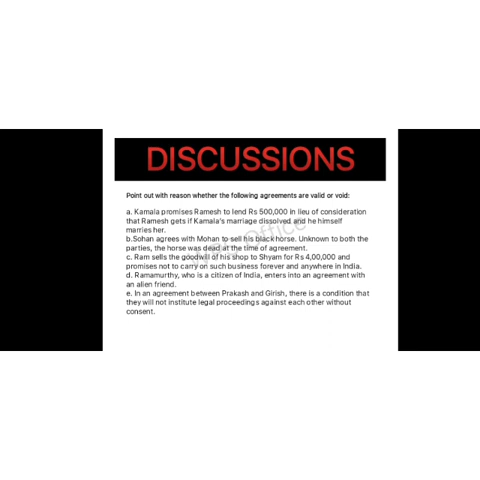 DISCUSSIONS
Point out with reason whether the following agreements are valid or void:
a. Kamala promises Ramesh to lend Rs 500,000 in lieu of consideration
that Ramesh gets if Kamala's marriage dissolved and he himself
marries her.
b.Sohan agrees with Mohan to sell his black horse. Unknown to both the
parties, the horse was dead at the time of agreement.
c. Ram sells the goodwill of his shop to Shyam for Rs 4,00,000 and
promises not to carry on such business forever and anywhere in India.
d. Ramamurthy, who is a citizen of India, enters into an agreement with
an alien friend.
e. In an agreement between Prakash and Girish, there is a condition that
they will not institute legal proceedings against each other without
consent.
Office